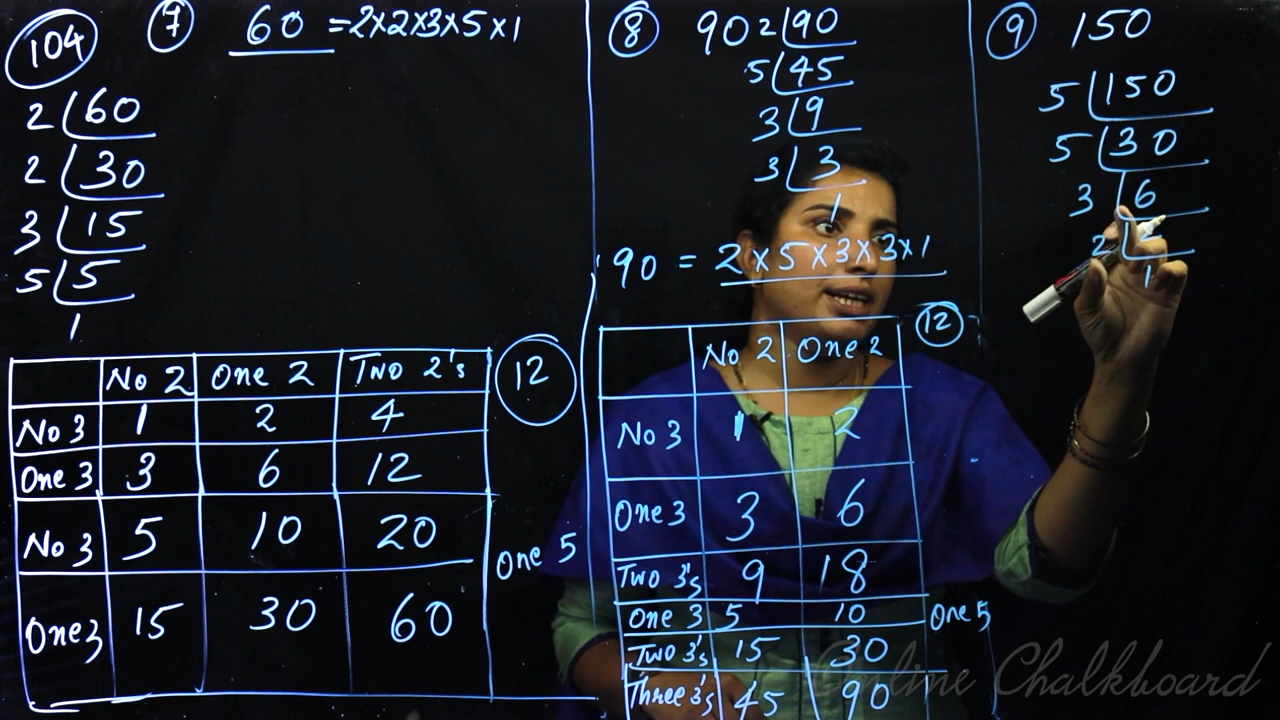 104
7 60 = 2×2×3×5×1
2 60
2 30
3 15
5 5
1
No 2 One 2 Two 2's 12
No 3 1 2 4
One 3 3 6 12
No 3 5 10 20
One 5
One 3 15 30 60
8 90 2 90
5 45
3 9
3 3
1
90 = 2×5×3×3×1
No 2 One 2 12
No 3 1 2
One 3 3 6
Two 3's 9 18
One 3 5 10 One 5
Two 3's 15 30
Three 3's 45 90
9 150
5 150
5 30
3 6
2 2
1
Online Chalkboard